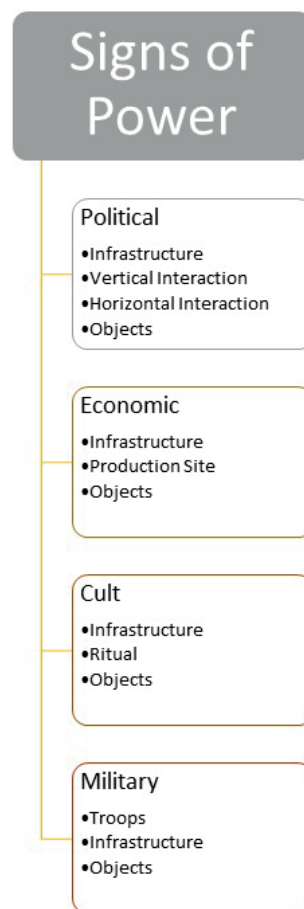 Signs of
Power
Political
•Infrastructure
•Vertical Interaction
•Horizontal Interaction
•Objects
Economic
•Infrastructure
•Production Site
•Objects
Cult
•Infrastructure
•Ritual
•Objects
Military
•Troops
•Infrastructure
•Objects